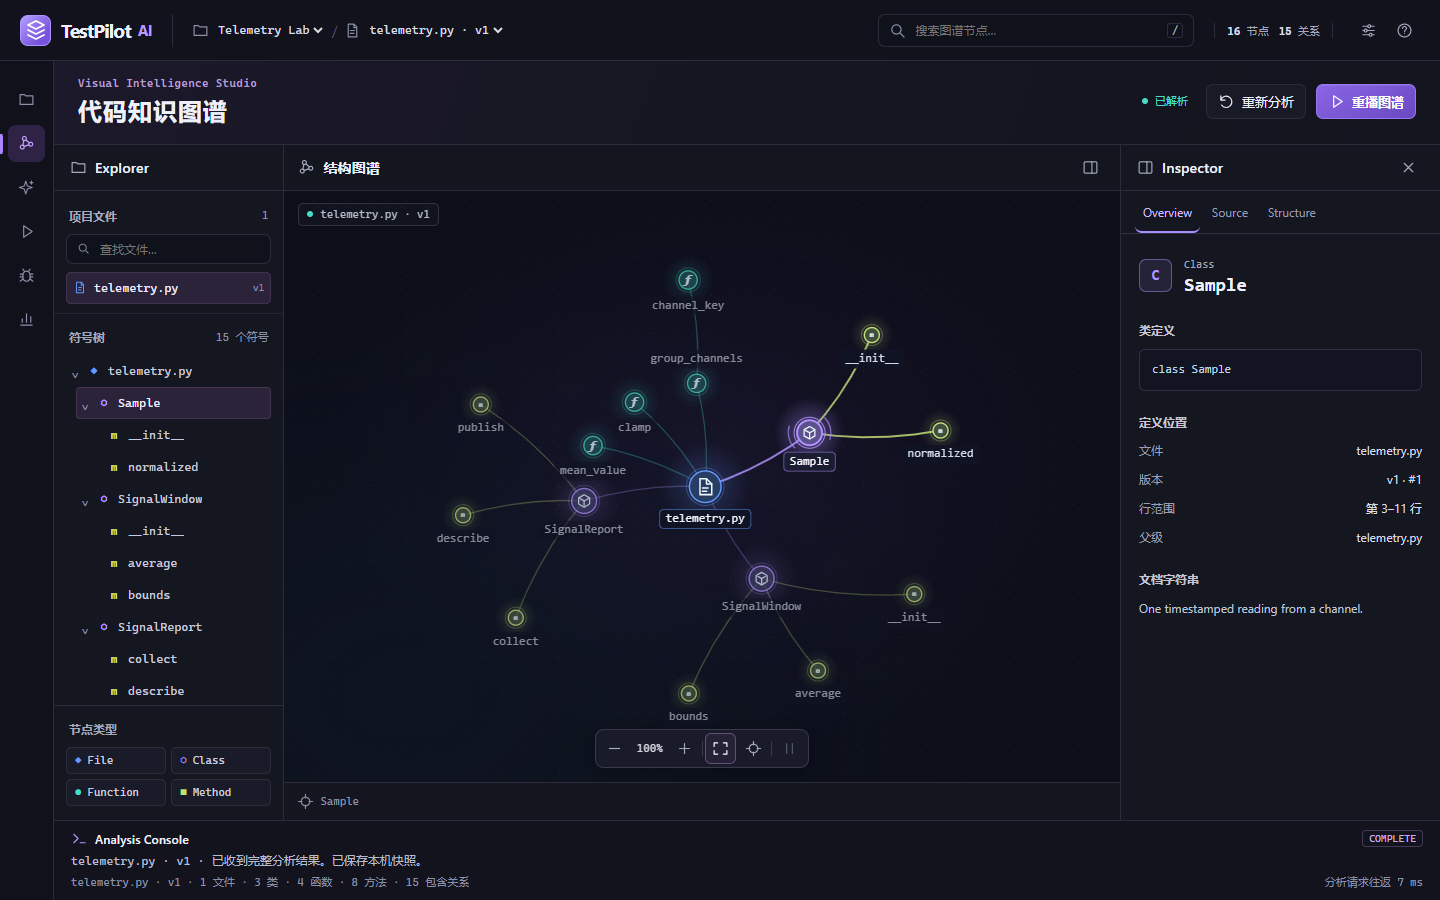 TestPilot AI
Telemetry Lab / telemetry.py · v1
搜索图谱节点... /
16 节点 15 关系
Visual Intelligence Studio
代码知识图谱
已解析
重新分析
重播图谱
Explorer
项目文件 1
查找文件...
telemetry.py v1
符号树 15 个符号
telemetry.py
Sample
m __init__
m normalized
SignalWindow
m __init__
m average
m bounds
SignalReport
m collect
m describe
节点类型
File
Class
Function
Method
结构图谱
telemetry.py · v1
channel_key
group_channels
__init__
publish
clamp
normalized
Sample
mean_value
telemetry.py
SignalReport
describe
SignalWindow
__init__
collect
average
bounds
100%
Sample
Inspector
Overview Source Structure
C
Class
Sample
类定义
class Sample
定义位置
文件 telemetry.py
版本 v1 · #1
行范围 第 3–11 行
父级 telemetry.py
文档字符串
One timestamped reading from a channel.
Analysis Console
COMPLETE
telemetry.py · v1 · 已收到完整分析结果。已保存本机快照。
telemetry.py · v1 · 1 文件 · 3 类 · 4 函数 · 8 方法 · 15 包含关系
分析请求往返 7 ms